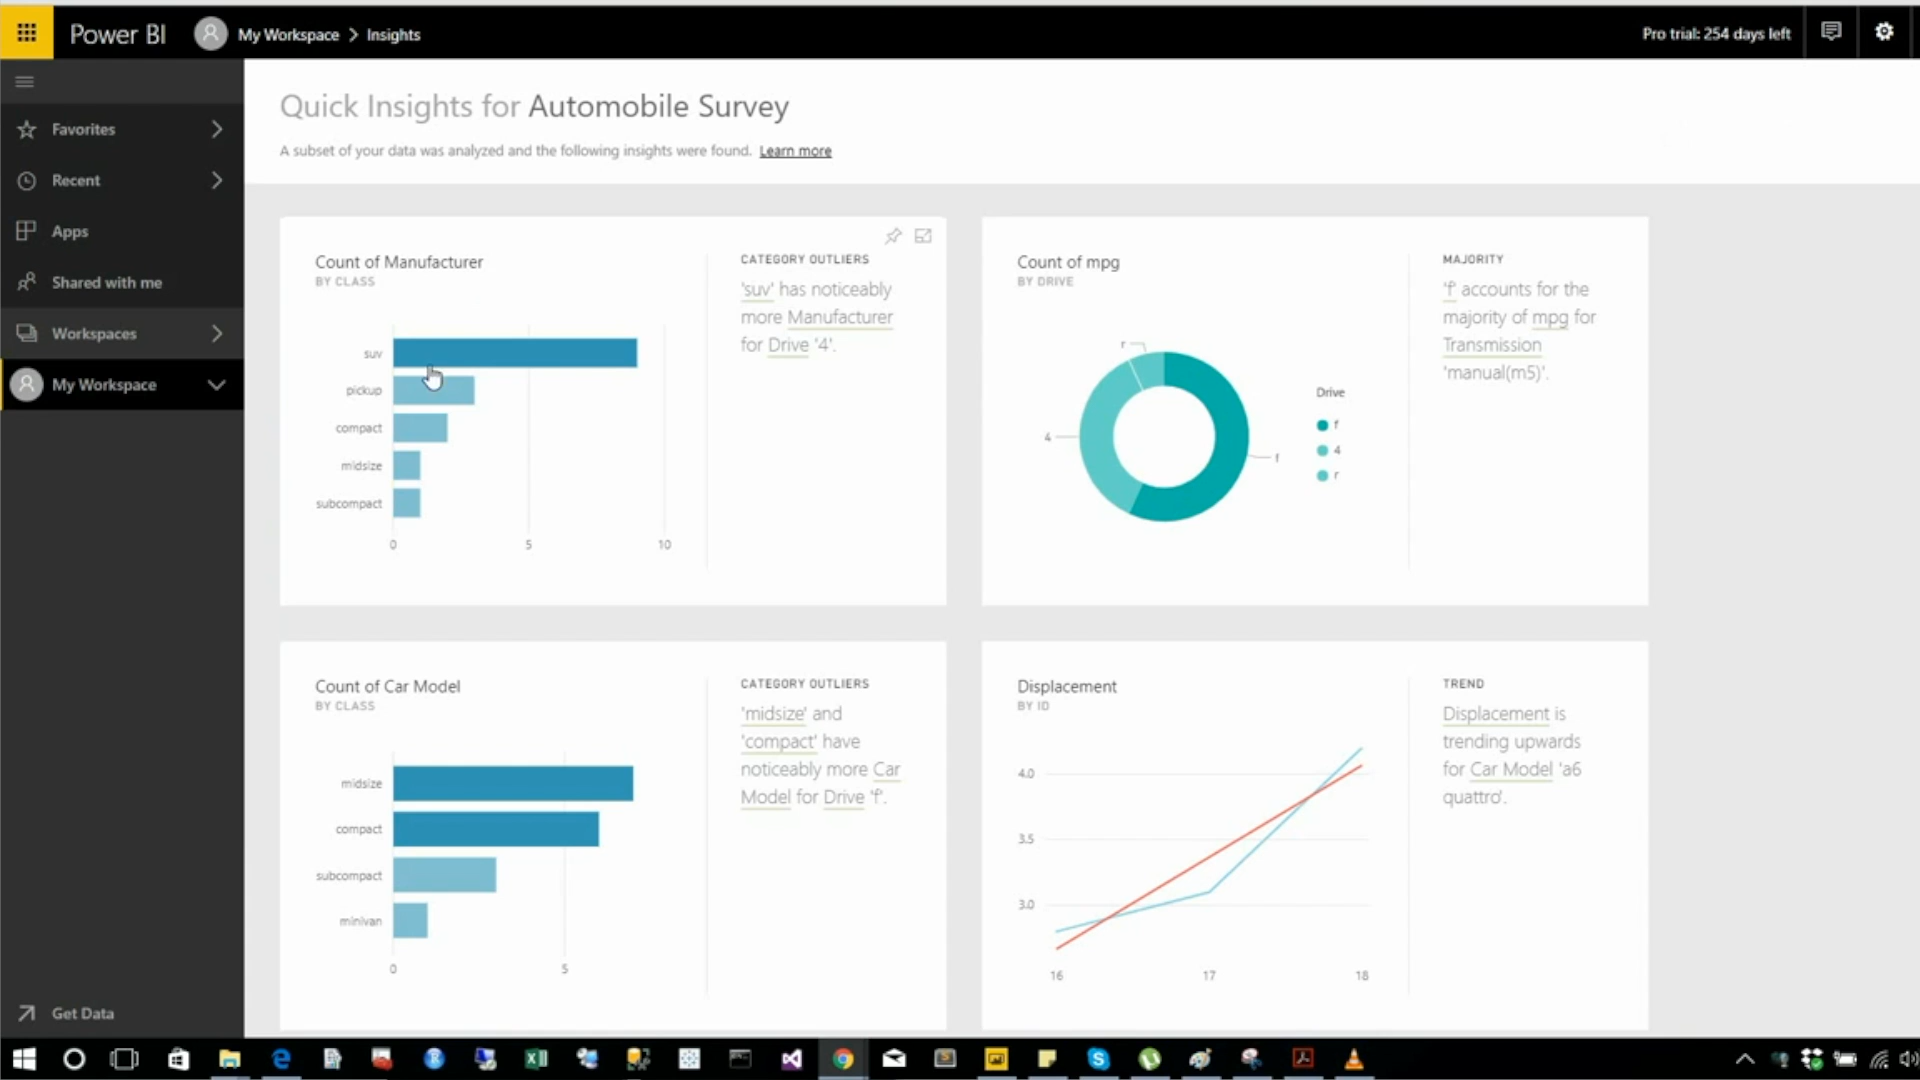 Power BI
My Workspace > Insights
Pro trial: 254 days left
Favorites
Recent
Apps
Shared with me
Workspaces
My Workspace
Get Data
Quick Insights for Automobile Survey
A subset of your data was analyzed and the following insights were found. Learn more
Count of Manufacturer
BY CLASS
suv
pickup
compact
midsize
subcompact
0 5 10
CATEGORY OUTLIERS
'suv' has noticeably
more Manufacturer
for Drive '4'.
Count of mpg
BY DRIVE
r
4
f
Drive
f
4
r
MAJORITY
'f' accounts for the
majority of mpg for
Transmission
'manual(m5)'.
Count of Car Model
BY CLASS
midsize
compact
subcompact
minivan
0 5
CATEGORY OUTLIERS
'midsize' and
'compact' have
noticeably more Car
Model for Drive 'f'.
Displacement
BY ID
4.0
3.5
3.0
16 17 18
TREND
Displacement is
trending upwards
for Car Model 'a6
quattro'.